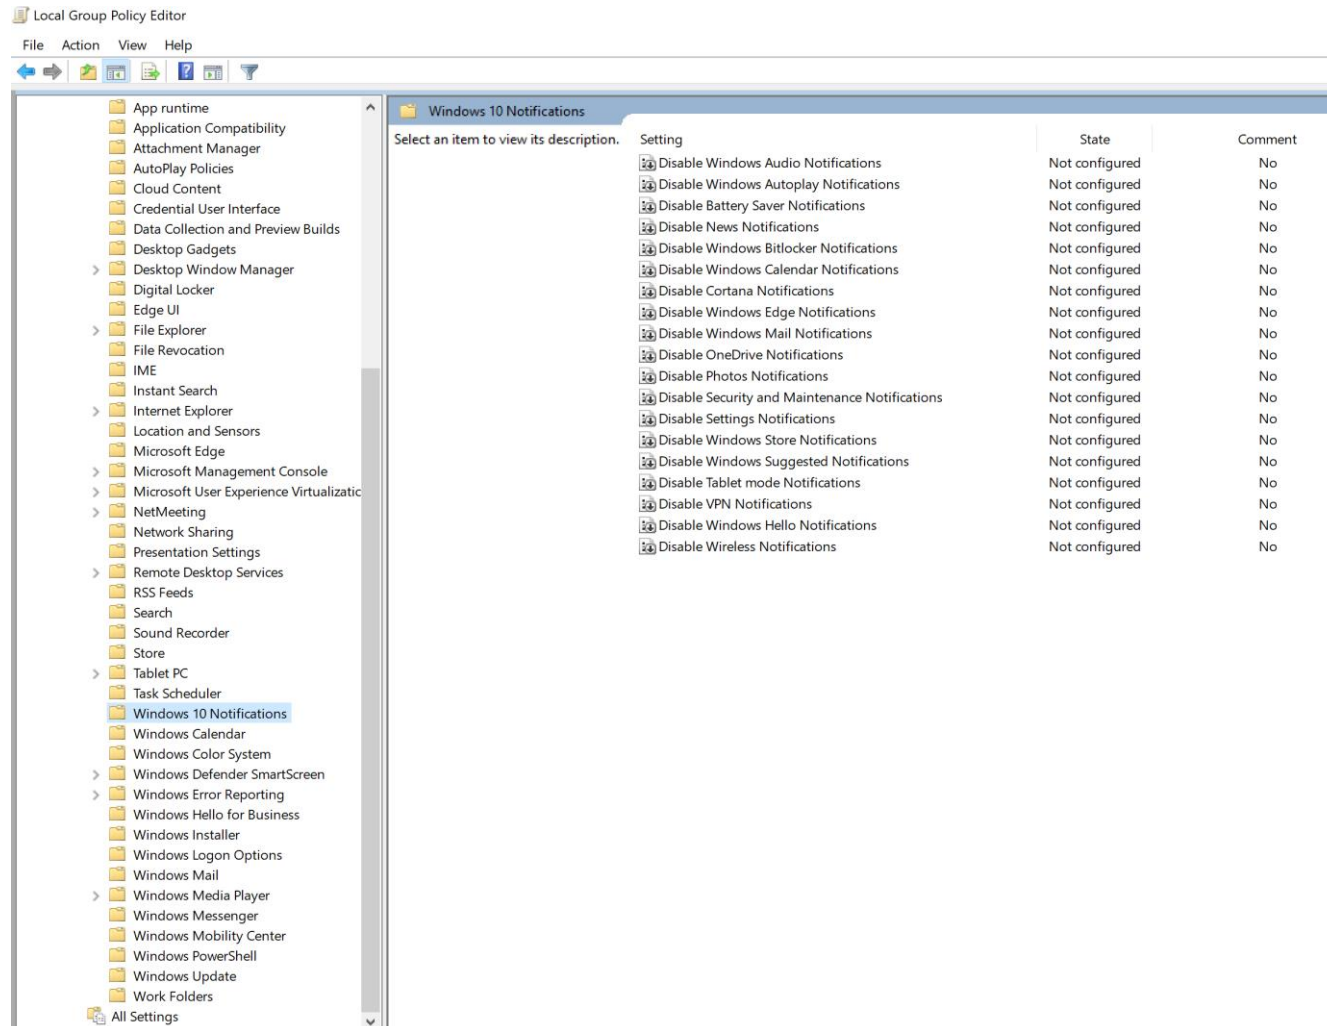 Local Group Policy Editor
File Action View Help
App runtime
Application Compatibility
Attachment Manager
AutoPlay Policies
Cloud Content
Credential User Interface
Data Collection and Preview Builds
Desktop Gadgets
Desktop Window Manager
Digital Locker
Edge UI
File Explorer
File Revocation
IME
Instant Search
Internet Explorer
Location and Sensors
Microsoft Edge
Microsoft Management Console
Microsoft User Experience Virtualizatic
NetMeeting
Network Sharing
Presentation Settings
Remote Desktop Services
RSS Feeds
Search
Sound Recorder
Store
Tablet PC
Task Scheduler
Windows 10 Notifications
Windows Calendar
Windows Color System
Windows Defender SmartScreen
Windows Error Reporting
Windows Hello for Business
Windows Installer
Windows Logon Options
Windows Mail
Windows Media Player
Windows Messenger
Windows Mobility Center
Windows PowerShell
Windows Update
Work Folders
All Settings
Windows 10 Notifications
Select an item to view its description.
Setting State Comment
Disable Windows Audio Notifications Not configured No
Disable Windows Autoplay Notifications Not configured No
Disable Battery Saver Notifications Not configured No
Disable News Notifications Not configured No
Disable Windows Bitlocker Notifications Not configured No
Disable Windows Calendar Notifications Not configured No
Disable Cortana Notifications Not configured No
Disable Windows Edge Notifications Not configured No
Disable Windows Mail Notifications Not configured No
Disable OneDrive Notifications Not configured No
Disable Photos Notifications Not configured No
Disable Security and Maintenance Notifications Not configured No
Disable Settings Notifications Not configured No
Disable Windows Store Notifications Not configured No
Disable Windows Suggested Notifications Not configured No
Disable Tablet mode Notifications Not configured No
Disable VPN Notifications Not configured No
Disable Windows Hello Notifications Not configured No
Disable Wireless Notifications Not configured No